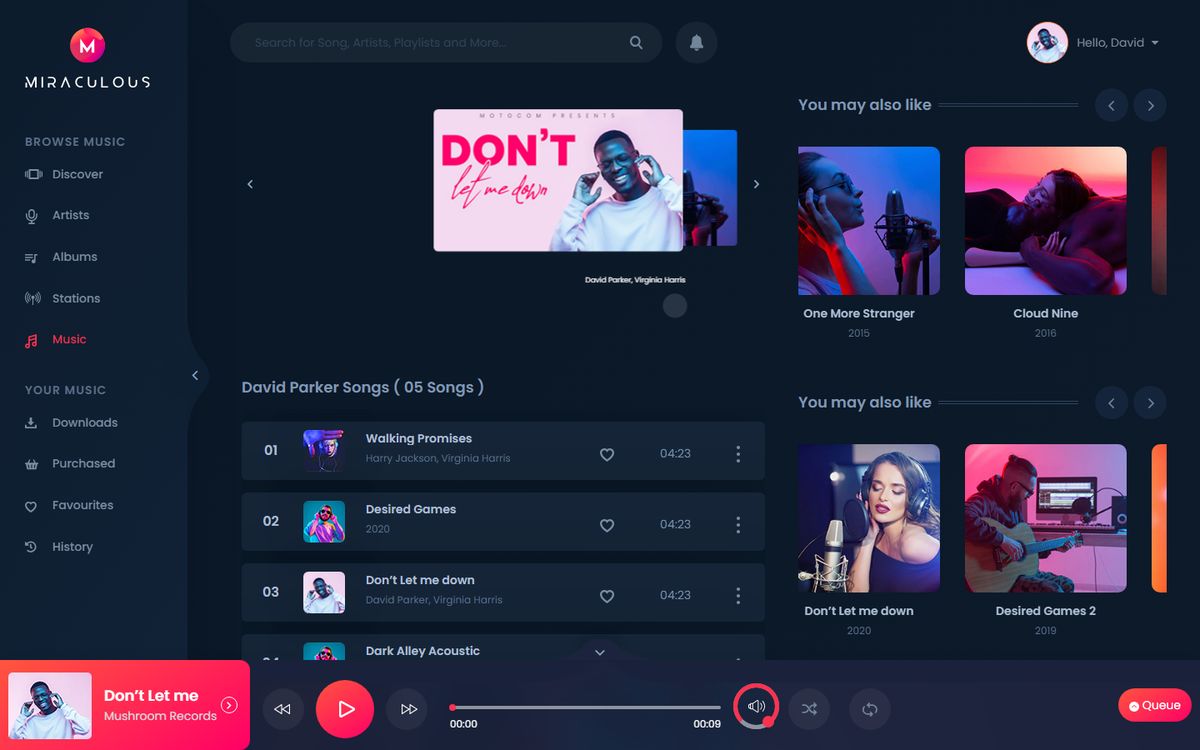 M
MIRACULOUS
BROWSE MUSIC
Discover
Artists
Albums
Stations
Music
YOUR MUSIC
Downloads
Purchased
Favourites
History
Search for Song, Artists, Playlists and More...
Hello, David
MOTOCOM PRESENTS
DON'T
let me down
David Parker, Virginia Harris
You may also like
One More Stranger
2015
Cloud Nine
2016
David Parker Songs ( 05 Songs )
01
Walking Promises
Harry Jackson, Virginia Harris
04:23
02
Desired Games
2020
04:23
03
Don't Let me down
David Parker, Virginia Harris
04:23
Dark Alley Acoustic
You may also like
Don't Let me down
2020
Desired Games 2
2019
Don't Let me
Mushroom Records
00:00
00:09
Queue